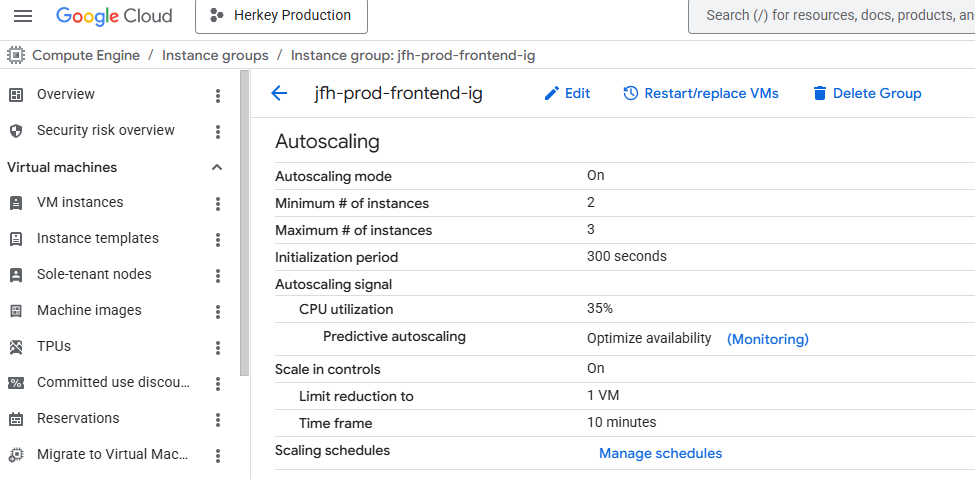 Google Cloud
Herkey Production
Search (/) for resources, docs, products, an
Compute Engine / Instance groups / Instance group: jfh-prod-frontend-ig
Overview
Security risk overview
Virtual machines
VM instances
Instance templates
Sole-tenant nodes
Machine images
TPUs
Committed use discou...
Reservations
Migrate to Virtual Mac...
jfh-prod-frontend-ig
Edit
Restart/replace VMs
Delete Group
Autoscaling
Autoscaling mode On
Minimum # of instances 2
Maximum # of instances 3
Initialization period 300 seconds
Autoscaling signal
CPU utilization 35%
Predictive autoscaling Optimize availability (Monitoring)
Scale in controls On
Limit reduction to 1 VM
Time frame 10 minutes
Scaling schedules Manage schedules